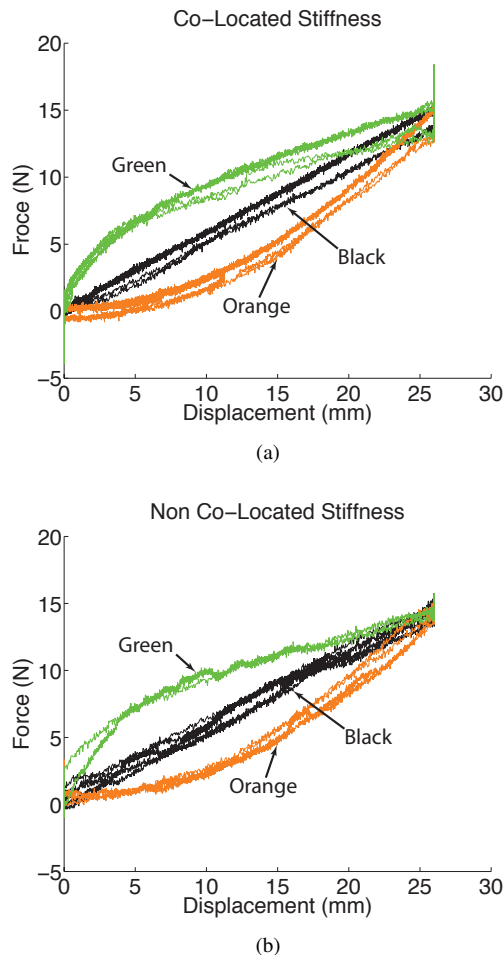 Co-Located Stiffness
20
15
10
5
0
−5
Froce (N)
Green
Black
Orange
0 5 10 15 20 25 30
Displacement (mm)
(a)
Non Co-Located Stiffness
20
15
10
5
0
−5
Force (N)
Green
Black
Orange
0 5 10 15 20 25 30
Displacement (mm)
(b)